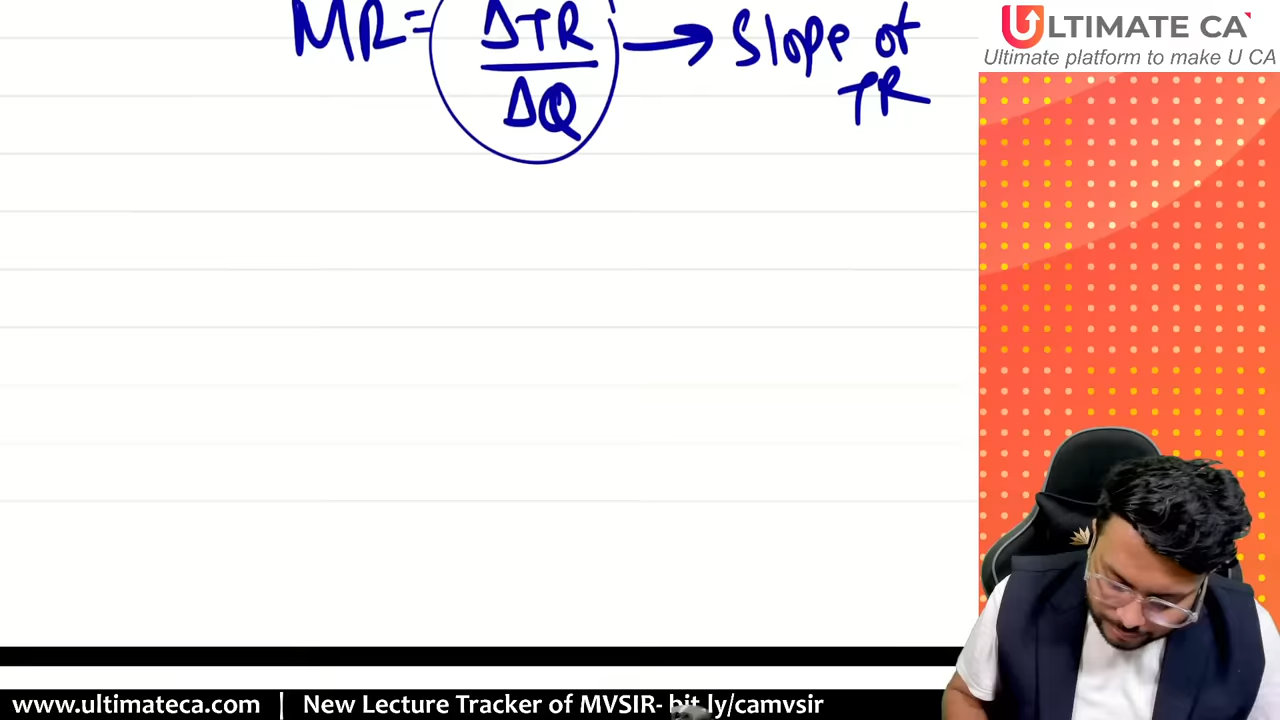 MR = ΔTR → Slope of
ΔQ TR
ULTIMATE CA
Ultimate platform to make U CA
www.ultimateca.com | New Lecture Tracker of MVSIR- bit.ly/camvsir